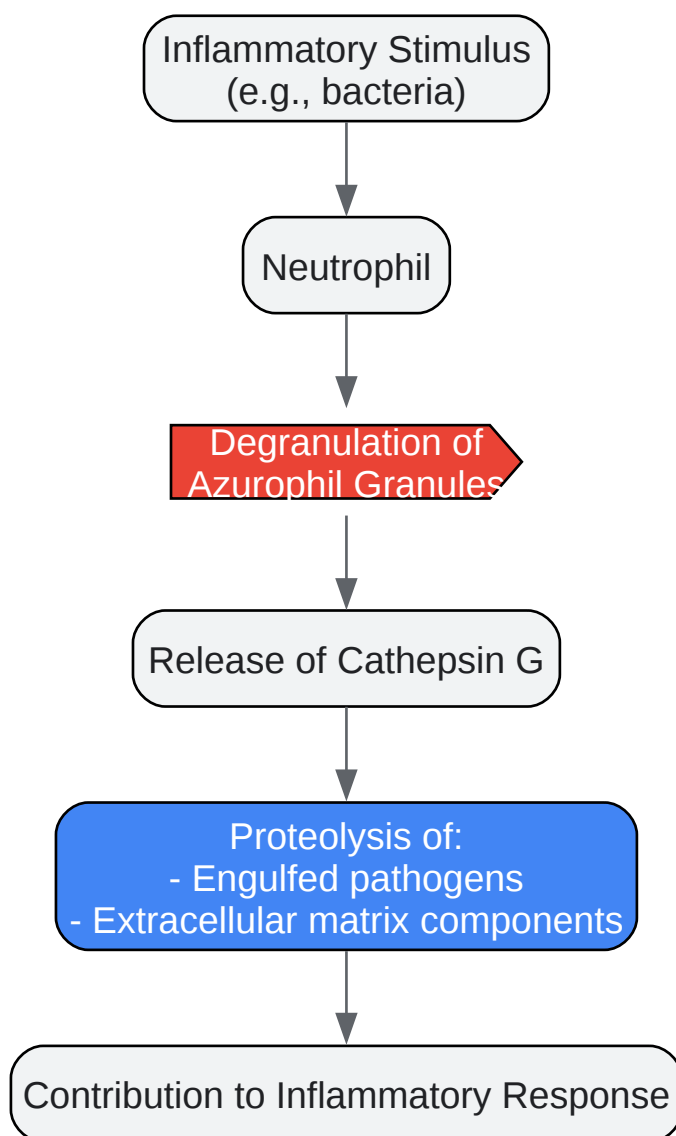 Inflammatory Stimulus
(e.g., bacteria)
Neutrophil
Degranulation of
Azurophil Granules
Release of Cathepsin G
Proteolysis of:
- Engulfed pathogens
- Extracellular matrix components
Contribution to Inflammatory Response